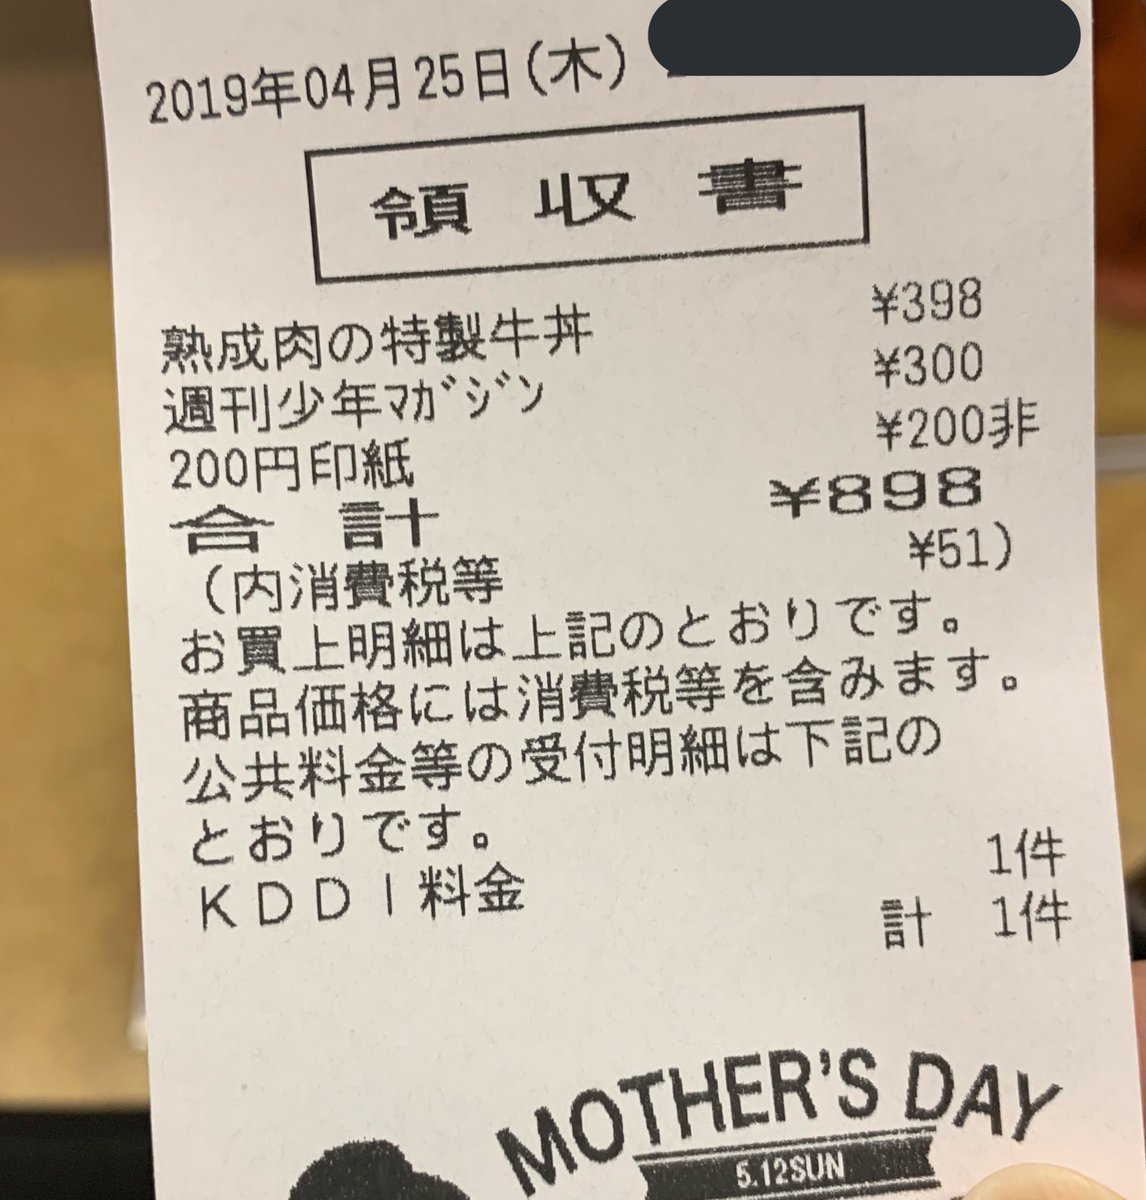 2019年04月25日(木)
領 収 書
熟成肉の特製牛丼 ¥398
週刊少年ﾏｶﾞｼﾞﾝ ¥300
200円印紙 ¥200非
合 計 ¥898
(内消費税等 ¥51)
お買上明細は上記のとおりです。
商品価格には消費税等を含みます。
公共料金等の受付明細は下記の
とおりです。
ＫＤＤＩ料金 1件
計 1件
MOTHER'S DAY
5.12SUN